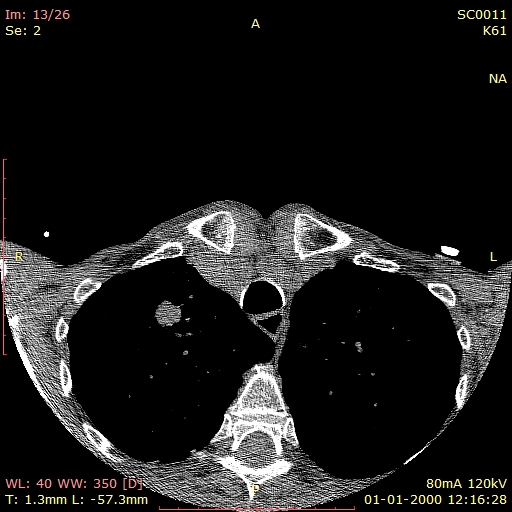 Im: 13/26
Se: 2
A
SC0011
K61
NA
R
L
WL: 40 WW: 350 [D]
T: 1.3mm L: -57.3mm
P
80mA 120kV
01-01-2000 12:16:28